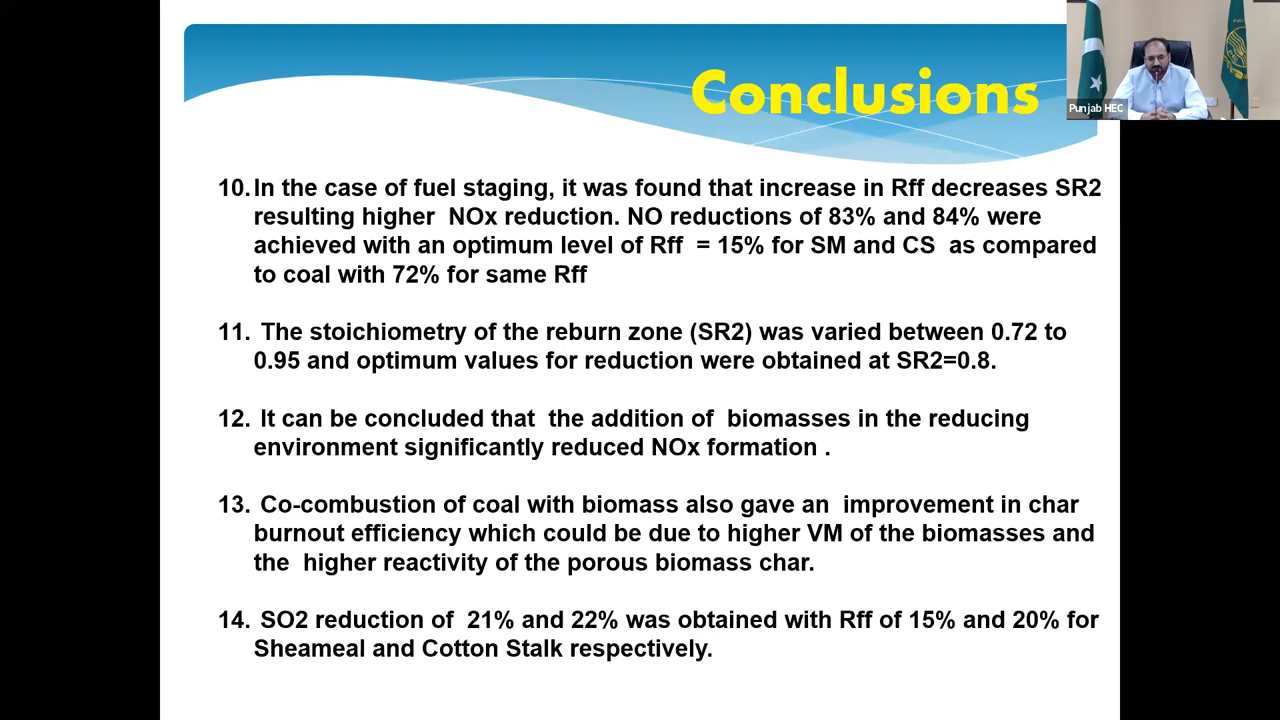 Conclusions
Punjab HEC
10. In the case of fuel staging, it was found that increase in Rff decreases SR2
resulting higher NOx reduction. NO reductions of 83% and 84% were
achieved with an optimum level of Rff = 15% for SM and CS as compared
to coal with 72% for same Rff
11. The stoichiometry of the reburn zone (SR2) was varied between 0.72 to
0.95 and optimum values for reduction were obtained at SR2=0.8.
12. It can be concluded that the addition of biomasses in the reducing
environment significantly reduced NOx formation .
13. Co-combustion of coal with biomass also gave an improvement in char
burnout efficiency which could be due to higher VM of the biomasses and
the higher reactivity of the porous biomass char.
14. SO2 reduction of 21% and 22% was obtained with Rff of 15% and 20% for
Sheameal and Cotton Stalk respectively.